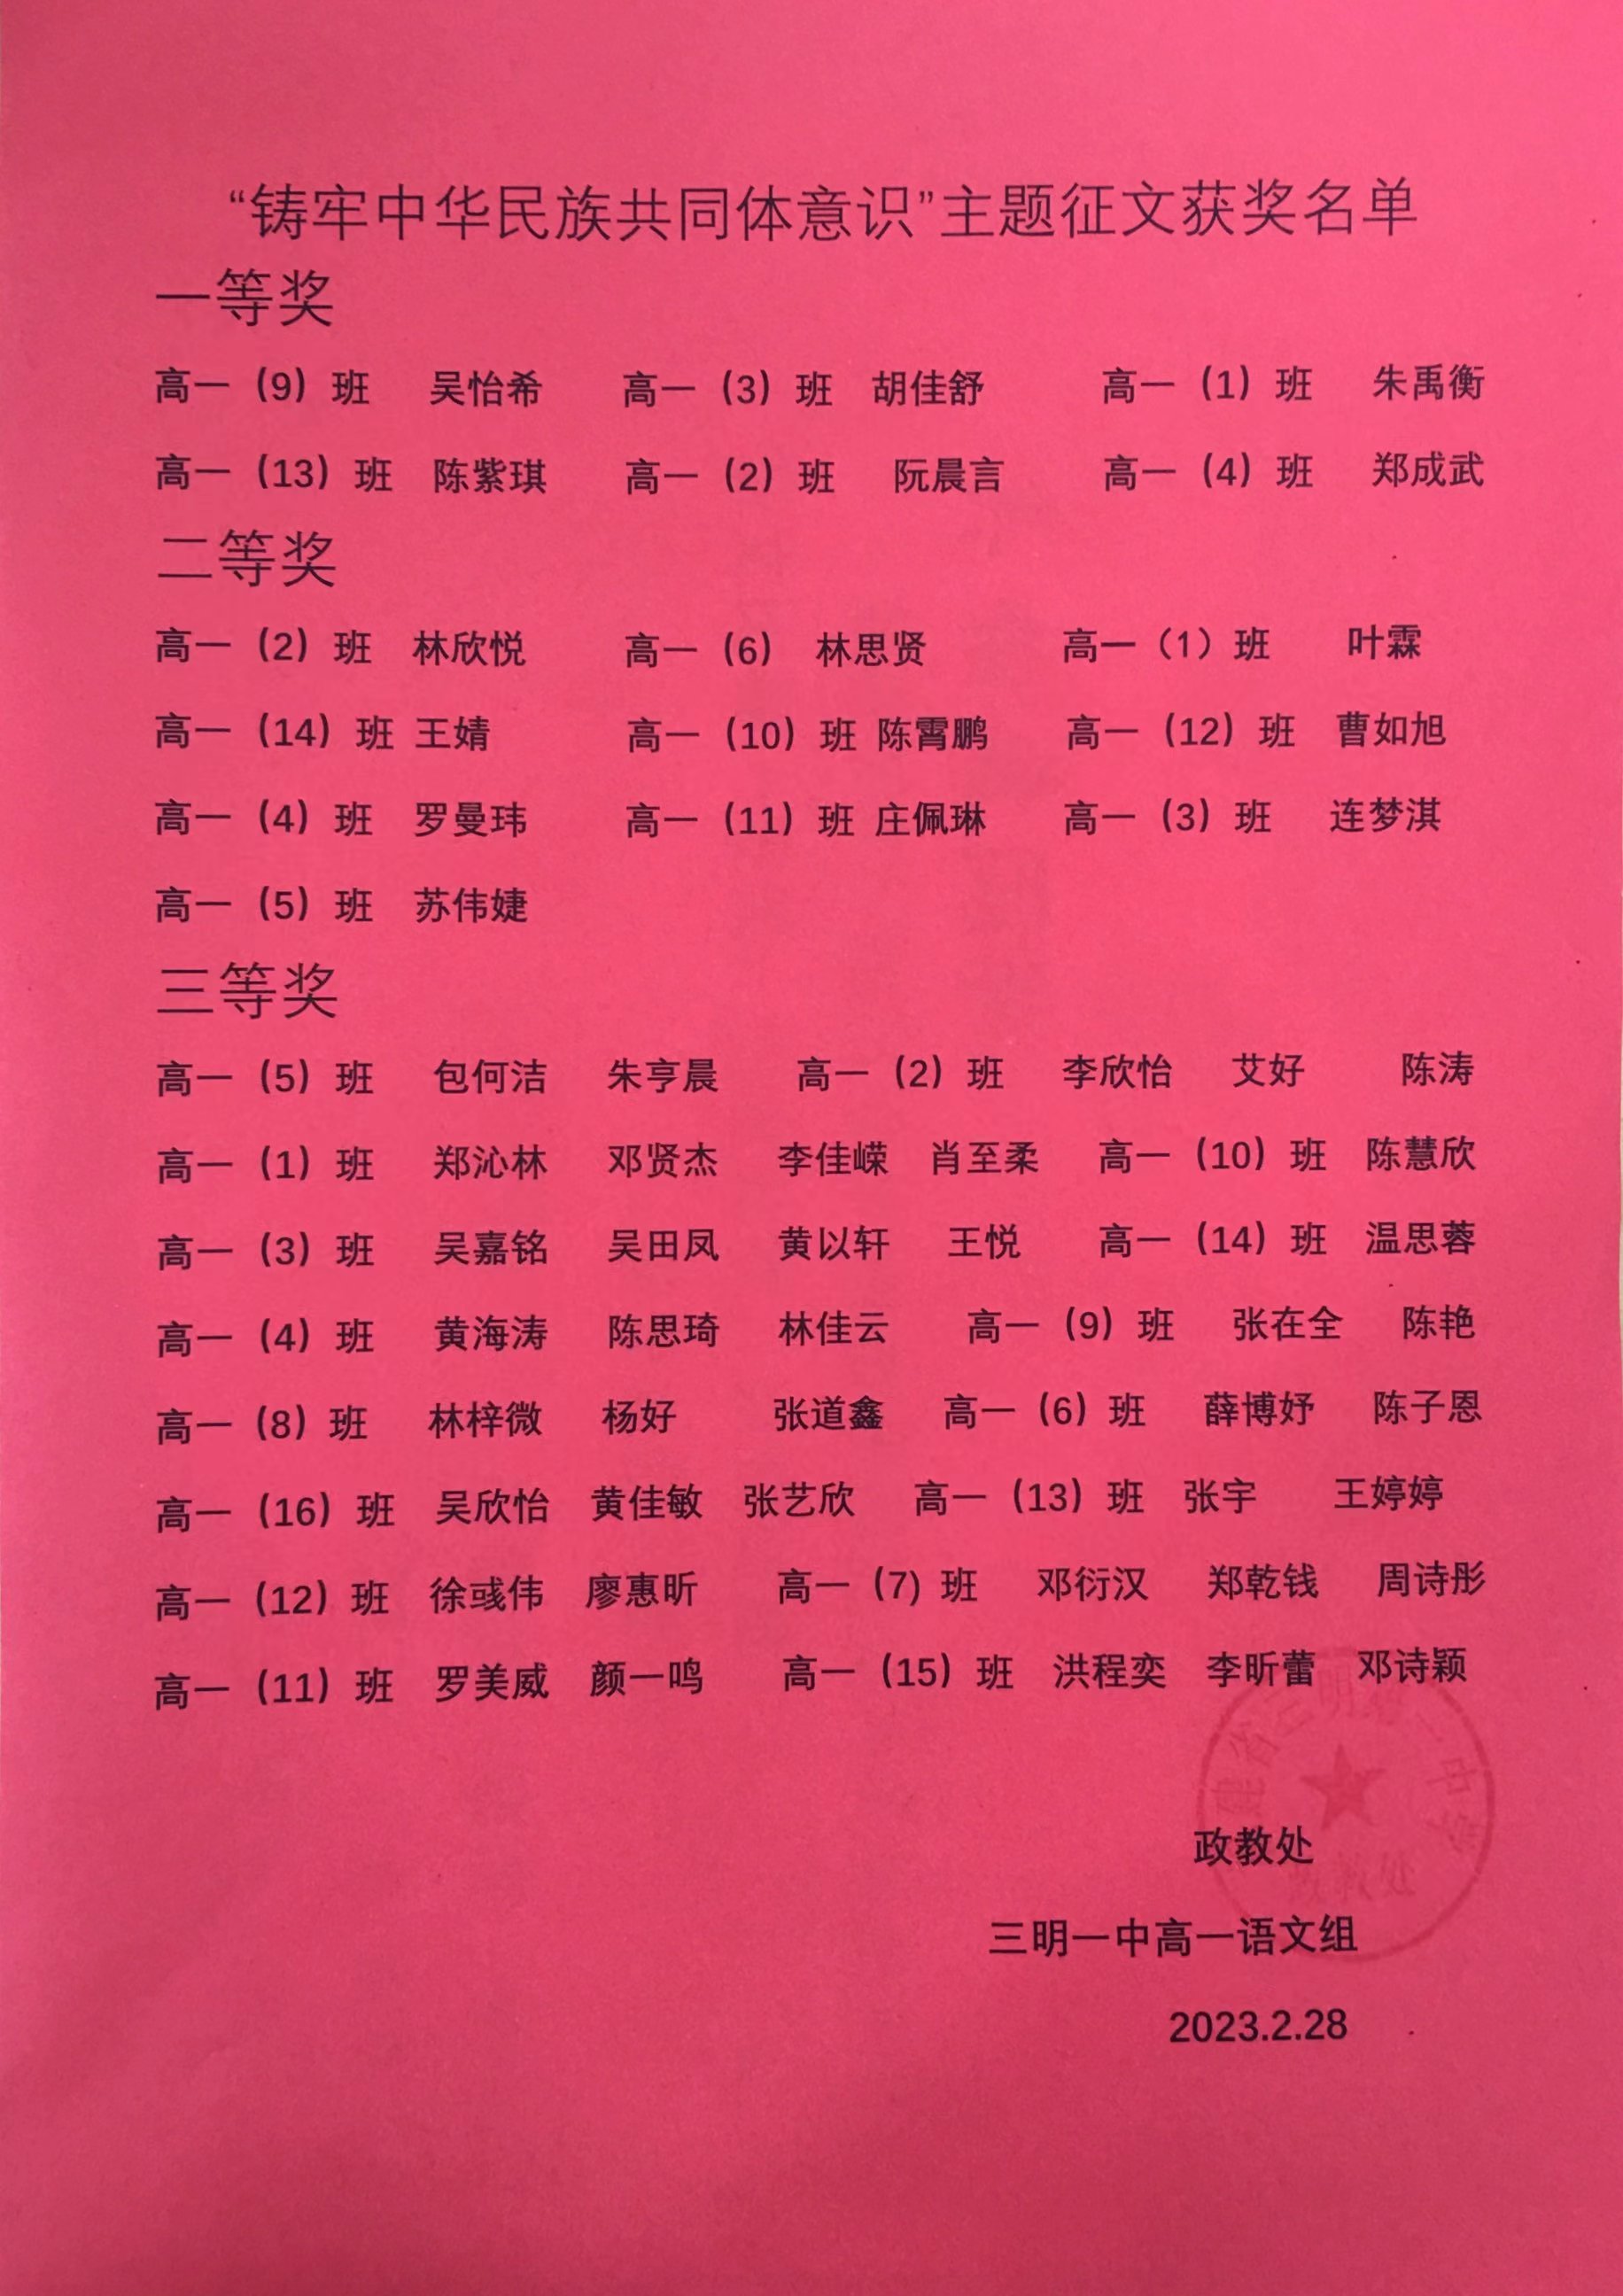 “铸牢中华民族共同体意识”主题征文获奖名单
一等奖
高一（9）班 吴怡希 高一（3）班 胡佳舒 高一（1）班 朱禹衡
高一（13）班 陈紫琪 高一（2）班 阮晨言 高一（4）班 郑成武
二等奖
高一（2）班 林欣悦 高一（6） 林思贤 高一（1）班 叶霖
高一（14）班 王婧 高一（10）班 陈霄鹏 高一（12）班 曹如旭
高一（4）班 罗曼玮 高一（11）班 庄佩琳 高一（3）班 连梦淇
高一（5）班 苏伟婕
三等奖
高一（5）班 包何洁 朱亨晨 高一（2）班 李欣怡 艾好 陈涛
高一（1）班 郑沁林 邓贤杰 李佳嵘 肖至柔 高一（10）班 陈慧欣
高一（3）班 吴嘉铭 吴田凤 黄以轩 王悦 高一（14）班 温思蓉
高一（4）班 黄海涛 陈思琦 林佳云 高一（9）班 张在全 陈艳
高一（8）班 林梓微 杨好 张道鑫 高一（6）班 薛博妤 陈子恩
高一（16）班 吴欣怡 黄佳敏 张艺欣 高一（13）班 张宇 王婷婷
高一（12）班 徐彧伟 廖惠昕 高一（7）班 邓衍汉 郑乾钱 周诗彤
高一（11）班 罗美威 颜一鸣 高一（15）班 洪程奕 李昕蕾 邓诗颖
政教处
三明一中高一语文组
2023.2.28